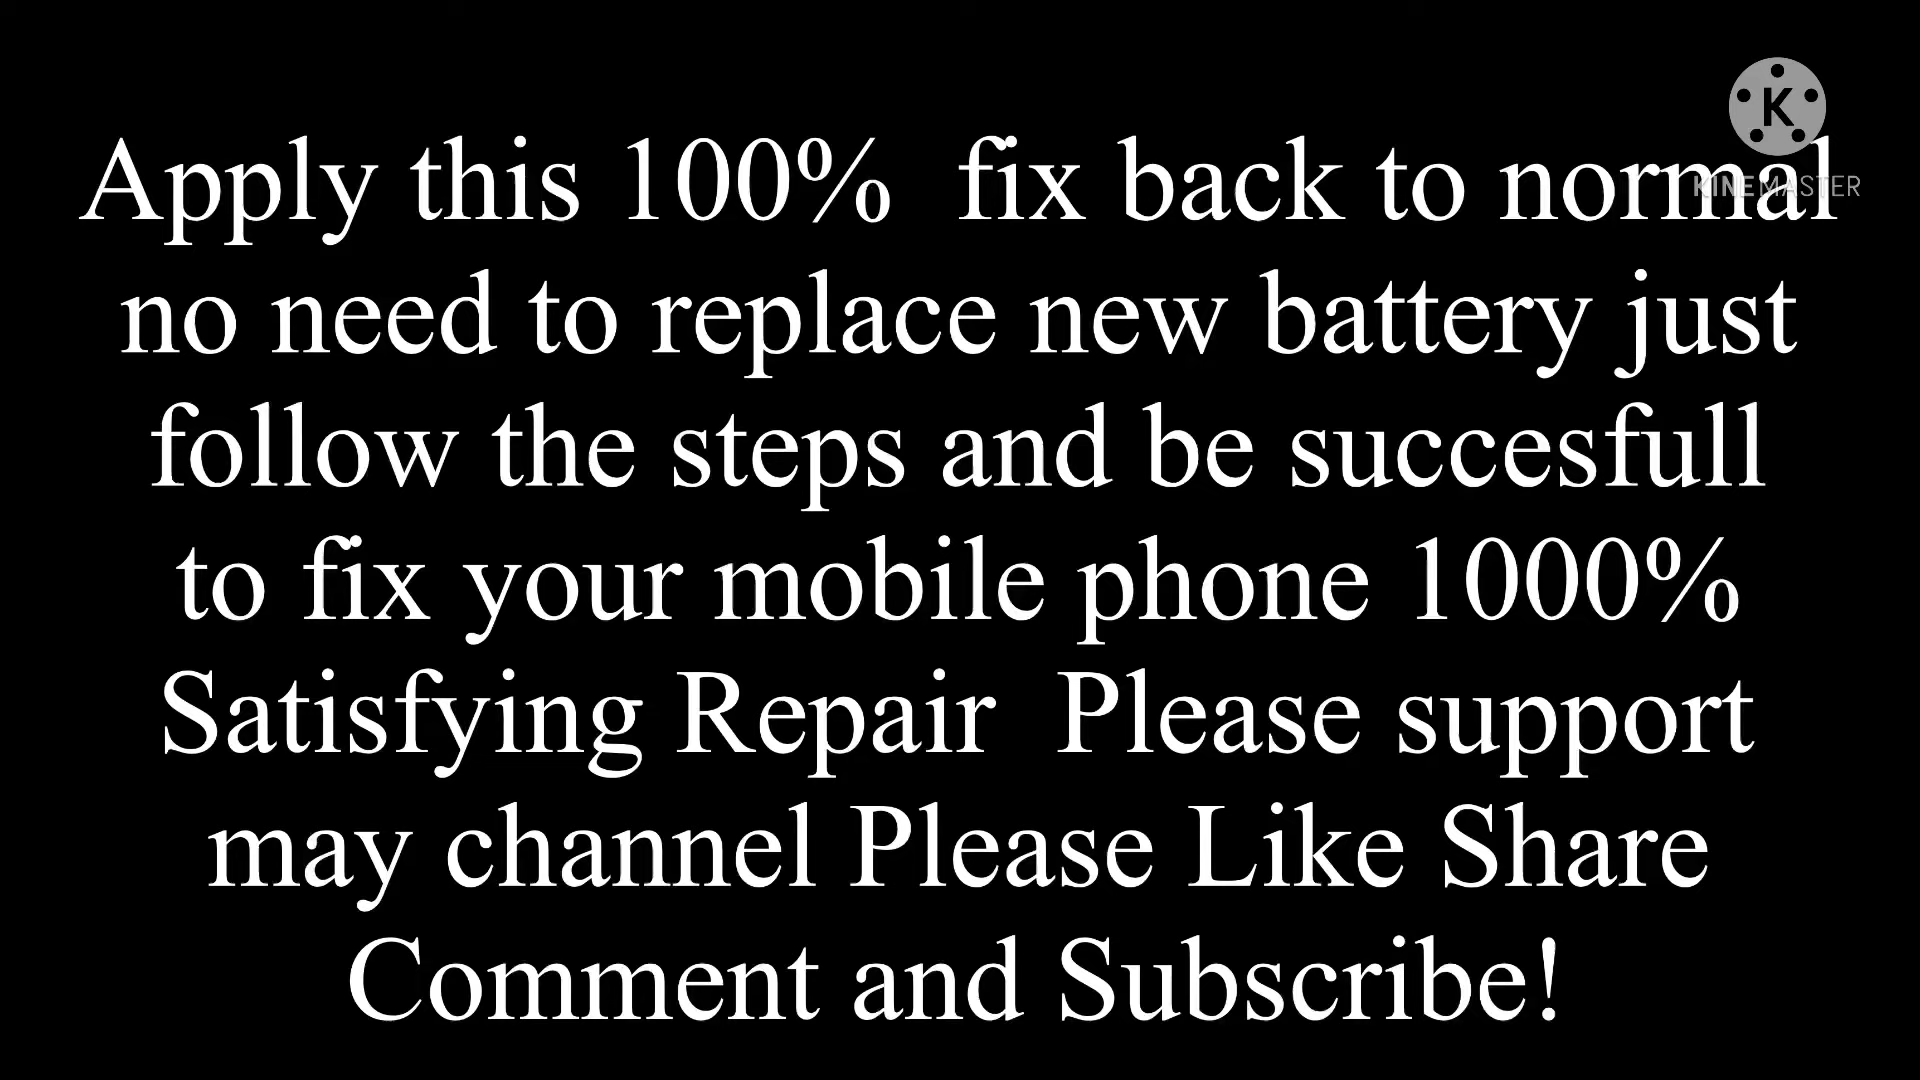 K
KINEMASTER
Apply this 100%  fix back to normal
no need to replace new battery just
follow the steps and be succesfull
to fix your mobile phone 1000%
Satisfying Repair  Please support
may channel Please Like Share
Comment and Subscribe!